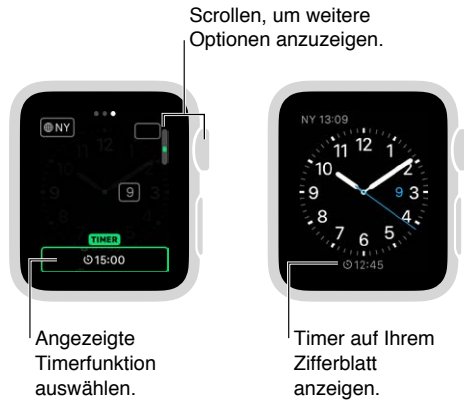 Scrollen, um weitere
Optionen anzuzeigen.
NY
12
9
TIMER
15:00
NY 13:09
11 12 1
10 2
9 9 3
8 4
7 6 5
12:45
Angezeigte
Timerfunktion
auswählen.
Timer auf Ihrem
Zifferblatt
anzeigen.